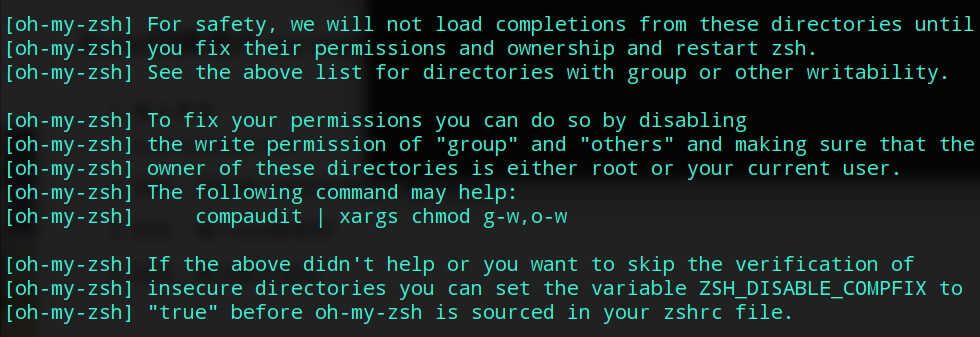 [oh-my-zsh] For safety, we will not load completions from these directories until
[oh-my-zsh] you fix their permissions and ownership and restart zsh.
[oh-my-zsh] See the above list for directories with group or other writability.
[oh-my-zsh] To fix your permissions you can do so by disabling
[oh-my-zsh] the write permission of "group" and "others" and making sure that the
[oh-my-zsh] owner of these directories is either root or your current user.
[oh-my-zsh] The following command may help:
[oh-my-zsh]     compaudit | xargs chmod g-w,o-w
[oh-my-zsh] If the above didn't help or you want to skip the verification of
[oh-my-zsh] insecure directories you can set the variable ZSH_DISABLE_COMPFIX to
[oh-my-zsh] "true" before oh-my-zsh is sourced in your zshrc file.